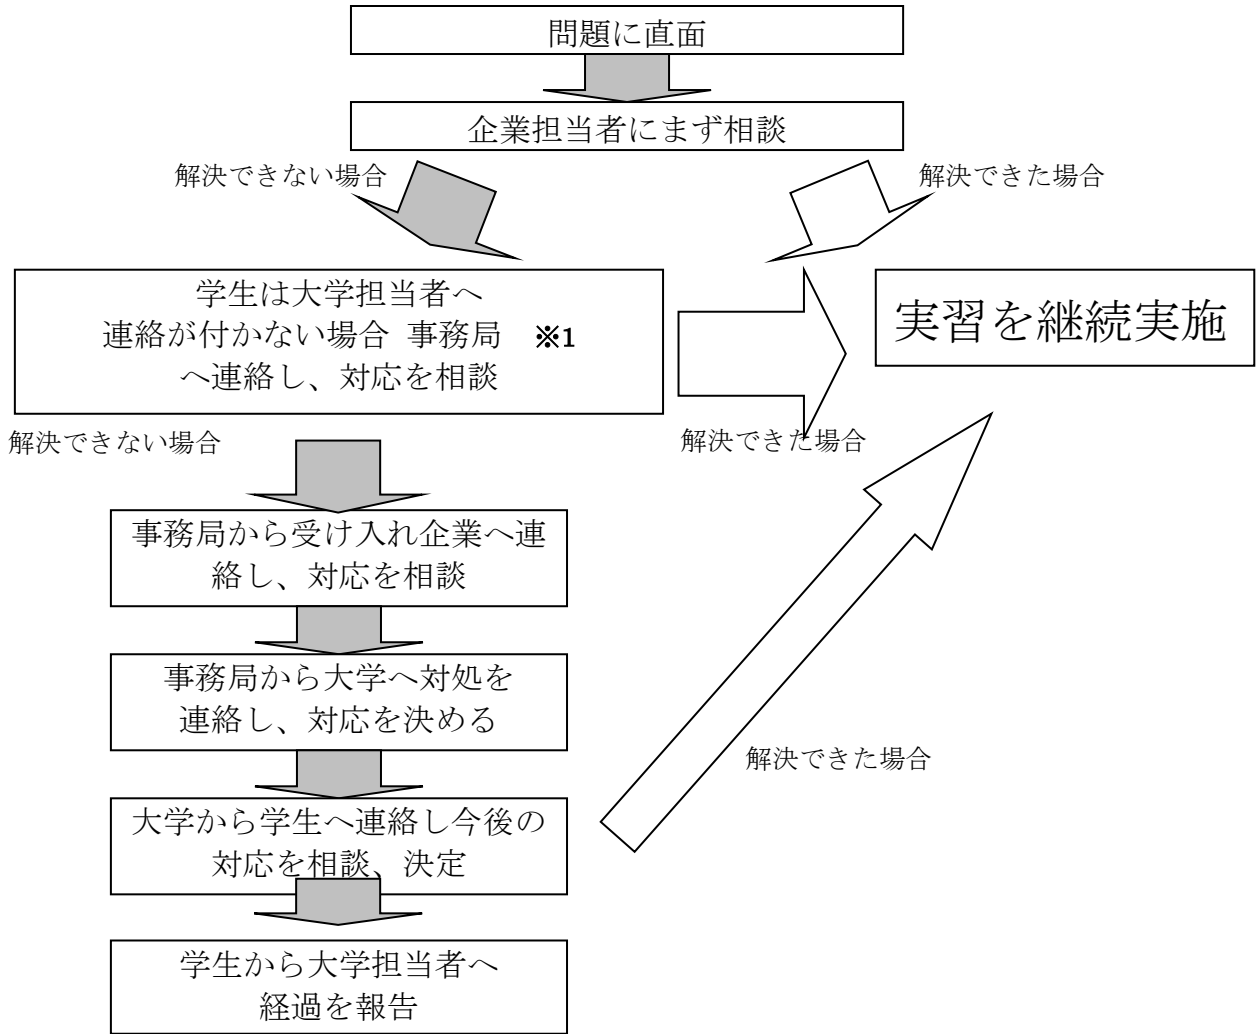 問題に直面
企業担当者にまず相談
解決できない場合
解決できた場合
学生は大学担当者へ
連絡が付かない場合 事務局 ※1
へ連絡し、対応を相談
実習を継続実施
解決できない場合
解決できた場合
事務局から受け入れ企業へ連
絡し、対応を相談
事務局から大学へ対処を
連絡し、対応を決める
解決できた場合
大学から学生へ連絡し今後の
対応を相談、決定
学生から大学担当者へ
経過を報告